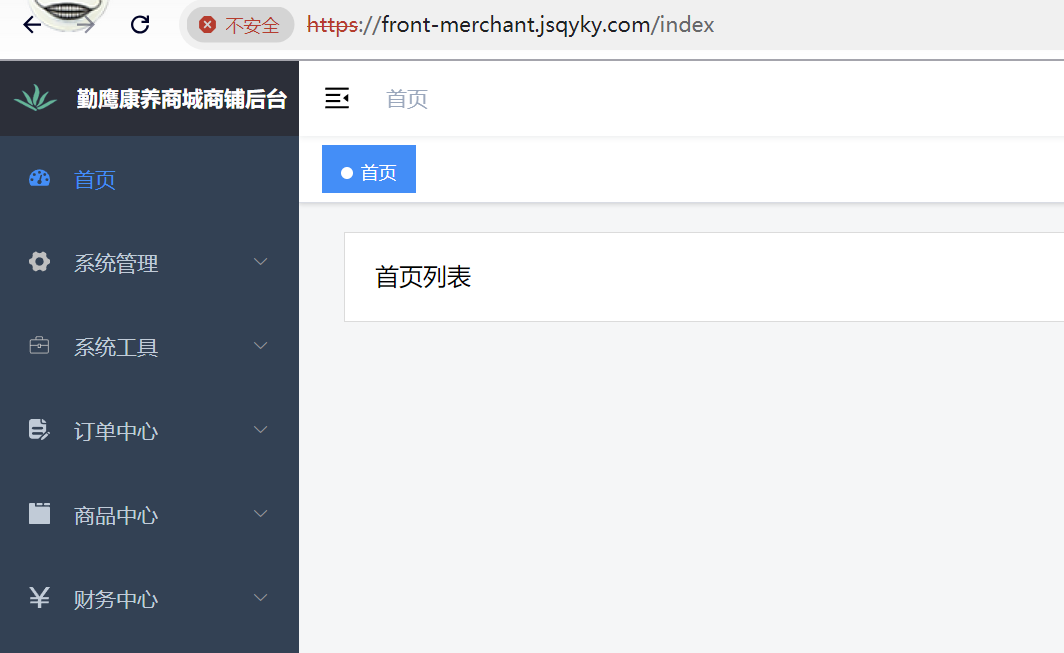 不安全 https://front-merchant.jsqyky.com/index
勤鹰康养商城商铺后台
首页
首页
首页
系统管理
首页列表
系统工具
订单中心
商品中心
财务中心